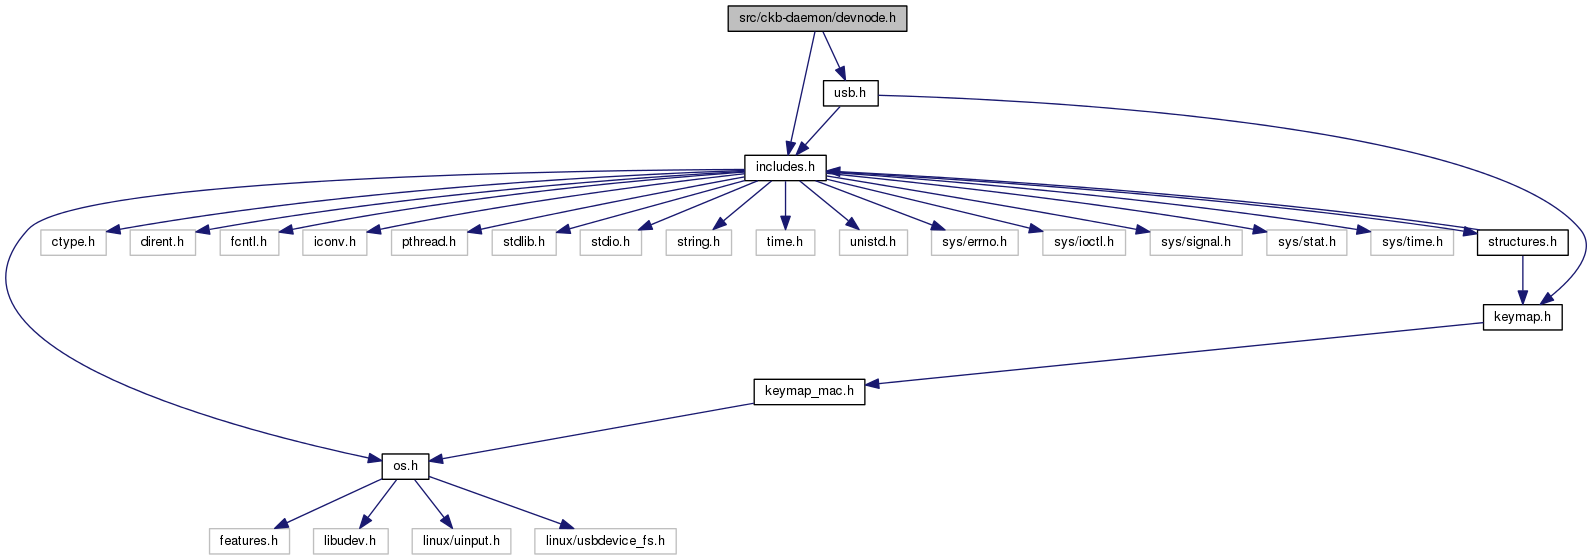 src/ckb-daemon/devnode.h
usb.h
includes.h
ctype.h
dirent.h
fcntl.h
iconv.h
pthread.h
stdlib.h
stdio.h
string.h
time.h
unistd.h
sys/errno.h
sys/ioctl.h
sys/signal.h
sys/stat.h
sys/time.h
structures.h
keymap.h
keymap_mac.h
os.h
features.h
libudev.h
linux/uinput.h
linux/usbdevice_fs.h